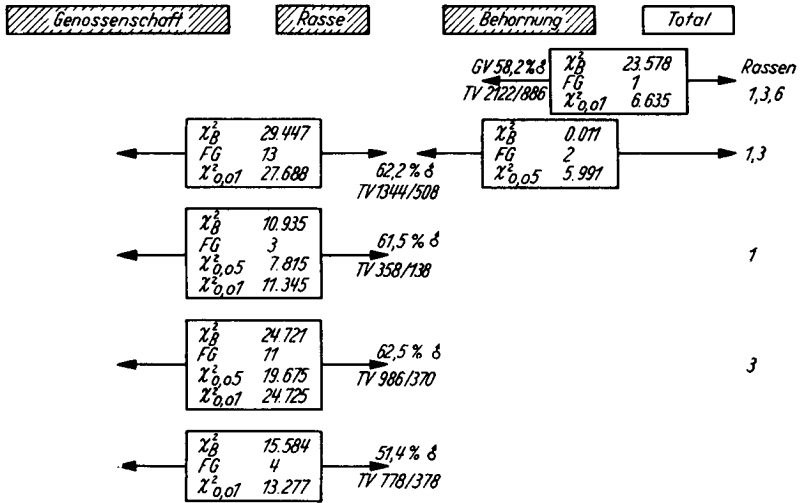 Genossenschaft Rasse Behornung Total
GV 58,2%♂ χ²B 23.578 Rassen
TV 2122/886 FG 1 1,3,6
χ²0,01 6.635
χ²B 29.447 χ²B 0.011
FG 13 FG 2 1,3
χ²0,01 27.688 62,2%♂ χ²0,05 5.991
TV 1344/508
χ²B 10.935 61,5%♂
FG 3 1
χ²0,05 7.815 TV 358/138
χ²0,01 11.345
χ²B 24.721 62,5%♂
FG 11 3
χ²0,05 19.675 TV 986/370
χ²0,01 24.725
χ²B 15.584 51,4%♂
FG 4
χ²0,01 13.277 TV 778/378